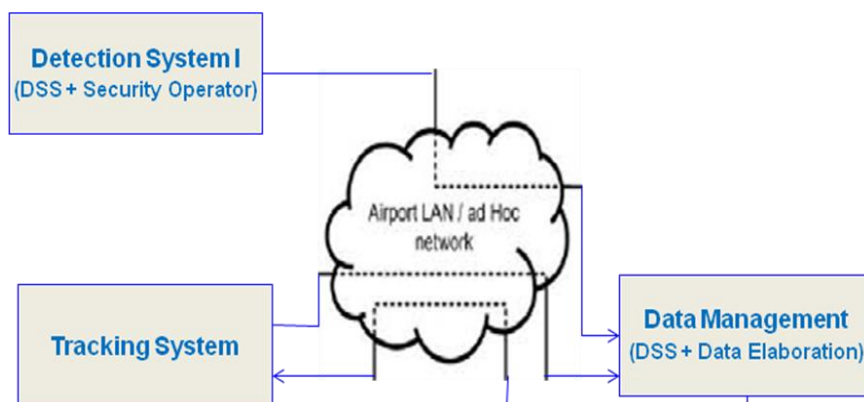 Detection System I
(DSS + Security Operator)
Airport LAN / ad Hoc
network
Tracking System
Data Management
(DSS + Data Elaboration)